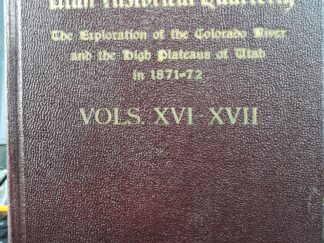 Utah Historical Quarterly
The Exploration of the Colorado River
and the High Plateaus of Utah
in 1871-72
VOLS. XVI-XVII